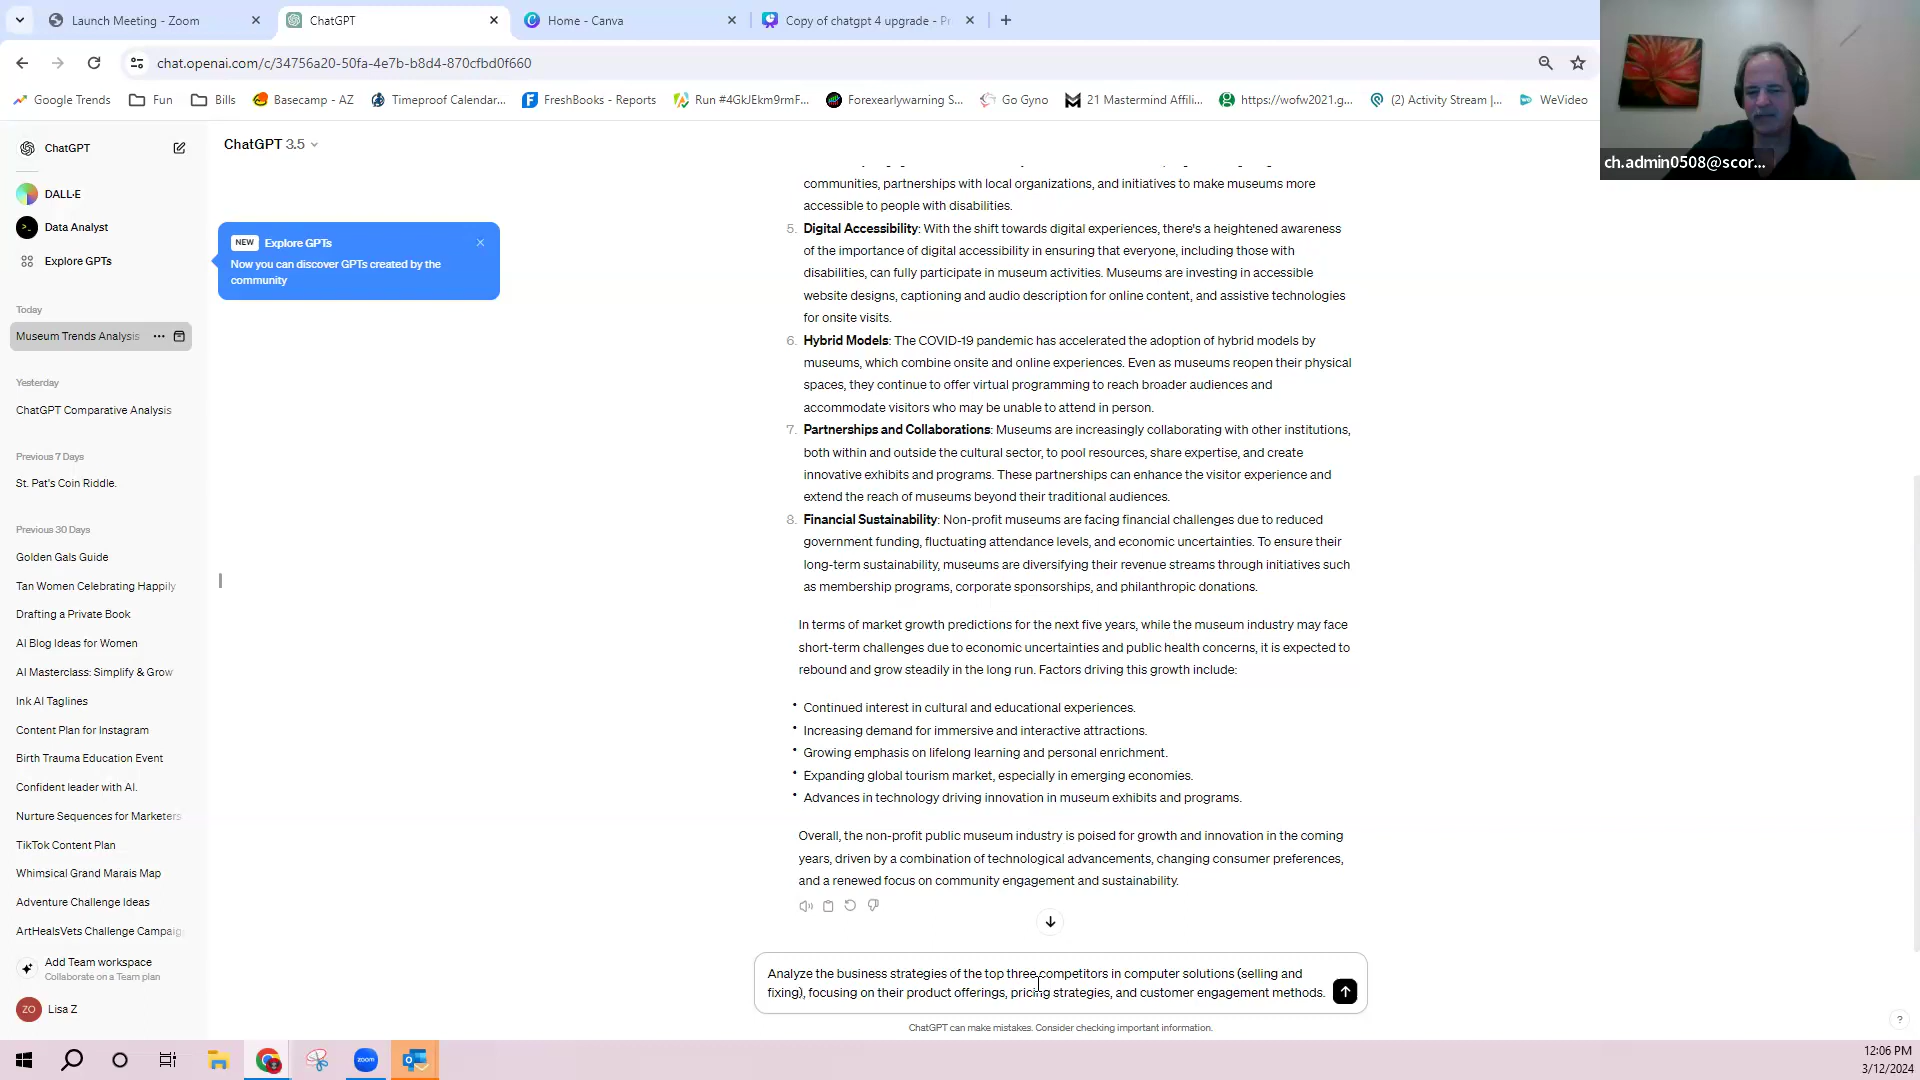 Launch Meeting - Zoom
ChatGPT
Home - Canva
Copy of chatgpt 4 upgrade - Pr
chat.openai.com/c/34756a20-50fa-4e7b-b8d4-870cfbd0f660
Google Trends
Fun
Bills
Basecamp - AZ
Timeproof Calendar...
FreshBooks - Reports
Run #4GkJEkm9rmF...
Forexearlywarning S...
Go Gyno
21 Mastermind Affili...
https://wofw2021.g...
(2) Activity Stream |...
WeVideo
ch.admin0508@scor...
ChatGPT
DALL·E
Data Analyst
Explore GPTs
Today
Museum Trends Analysis
Yesterday
ChatGPT Comparative Analysis
Previous 7 Days
St. Pat's Coin Riddle.
Previous 30 Days
Golden Gals Guide
Tan Women Celebrating Happily
Drafting a Private Book
AI Blog Ideas for Women
AI Masterclass: Simplify & Grow
Ink AI Taglines
Content Plan for Instagram
Birth Trauma Education Event
Confident leader with AI.
Nurture Sequences for Marketers
TikTok Content Plan
Whimsical Grand Marais Map
Adventure Challenge Ideas
ArtHealsVets Challenge Campaig
Add Team workspace
Collaborate on a Team plan
ZO Lisa Z
ChatGPT 3.5
NEW Explore GPTs
Now you can discover GPTs created by the
community
communities, partnerships with local organizations, and initiatives to make museums more
accessible to people with disabilities.
5. Digital Accessibility: With the shift towards digital experiences, there's a heightened awareness
of the importance of digital accessibility in ensuring that everyone, including those with
disabilities, can fully participate in museum activities. Museums are investing in accessible
website designs, captioning and audio description for online content, and assistive technologies
for onsite visits.
6. Hybrid Models: The COVID-19 pandemic has accelerated the adoption of hybrid models by
museums, which combine onsite and online experiences. Even as museums reopen their physical
spaces, they continue to offer virtual programming to reach broader audiences and
accommodate visitors who may be unable to attend in person.
7. Partnerships and Collaborations: Museums are increasingly collaborating with other institutions,
both within and outside the cultural sector, to pool resources, share expertise, and create
innovative exhibits and programs. These partnerships can enhance the visitor experience and
extend the reach of museums beyond their traditional audiences.
8. Financial Sustainability: Non-profit museums are facing financial challenges due to reduced
government funding, fluctuating attendance levels, and economic uncertainties. To ensure their
long-term sustainability, museums are diversifying their revenue streams through initiatives such
as membership programs, corporate sponsorships, and philanthropic donations.
In terms of market growth predictions for the next five years, while the museum industry may face
short-term challenges due to economic uncertainties and public health concerns, it is expected to
rebound and grow steadily in the long run. Factors driving this growth include:
• Continued interest in cultural and educational experiences.
• Increasing demand for immersive and interactive attractions.
• Growing emphasis on lifelong learning and personal enrichment.
• Expanding global tourism market, especially in emerging economies.
• Advances in technology driving innovation in museum exhibits and programs.
Overall, the non-profit public museum industry is poised for growth and innovation in the coming
years, driven by a combination of technological advancements, changing consumer preferences,
and a renewed focus on community engagement and sustainability.
Analyze the business strategies of the top three competitors in computer solutions (selling and
fixing), focusing on their product offerings, pricing strategies, and customer engagement methods.
ChatGPT can make mistakes. Consider checking important information.
?
zoom
12:06 PM
3/12/2024